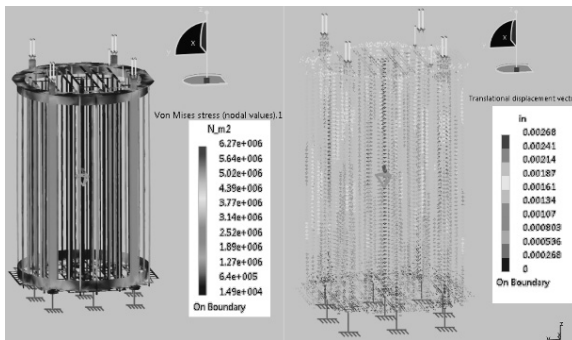 x
Von Mises stress (nodal values).1
N_m2
6.27e+006
5.64e+006
5.02e+006
4.39e+006
3.77e+006
3.14e+006
2.52e+006
1.89e+006
1.27e+006
6.4e+005
1.49e+004
On Boundary
x
Translational displacement vect
in
0.00268
0.00241
0.00214
0.00187
0.00161
0.00134
0.00107
0.000803
0.000536
0.000268
0
On Boundary
z